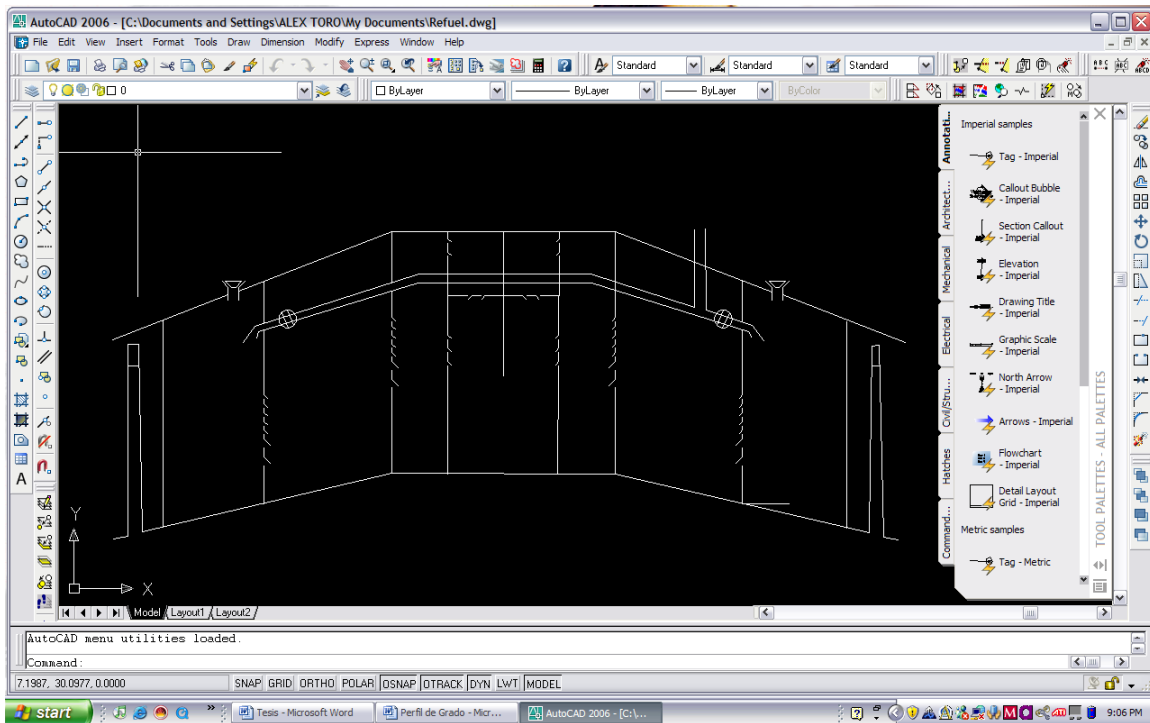 AutoCAD 2006 - [C:\Documents and Settings\ALEX TORO\My Documents\Refuel.dwg]
File Edit View Insert Format Tools Draw Dimension Modify Express Window Help
Standard Standard Standard
0 ByLayer ByLayer ByLayer ByColor
Annotati...
Architect...
Mechanical
Electrical
Civil/Stru...
Hatches
Command...
Imperial samples
Tag - Imperial
Callout Bubble
- Imperial
Section Callout
- Imperial
Elevation
- Imperial
Drawing Title
- Imperial
Graphic Scale
- Imperial
North Arrow
- Imperial
Arrows - Imperial
Flowchart
- Imperial
Detail Layout
Grid - Imperial
Metric samples
Tag - Metric
TOOL PALETTES - ALL PALETTES
A
Y
X
Model Layout1 Layout2
AutoCAD menu utilities loaded.
Command:
7.1987, 30.0977, 0.0000 SNAP GRID ORTHO POLAR OSNAP OTRACK DYN LWT MODEL
start Tesis - Microsoft Word Perfil de Grado - Micr... AutoCAD 2006 - [C:\... 9:06 PM